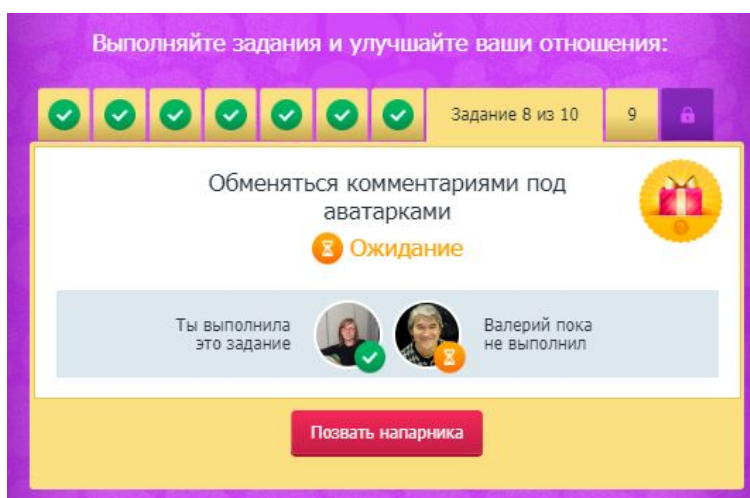 Выполняйте задания и улучшайте ваши отношения:
Задание 8 из 10
9
Обменяться комментариями под
аватарками
Ожидание
?
Ты выполнила
это задание
Валерий пока
не выполнил
Позвать напарника